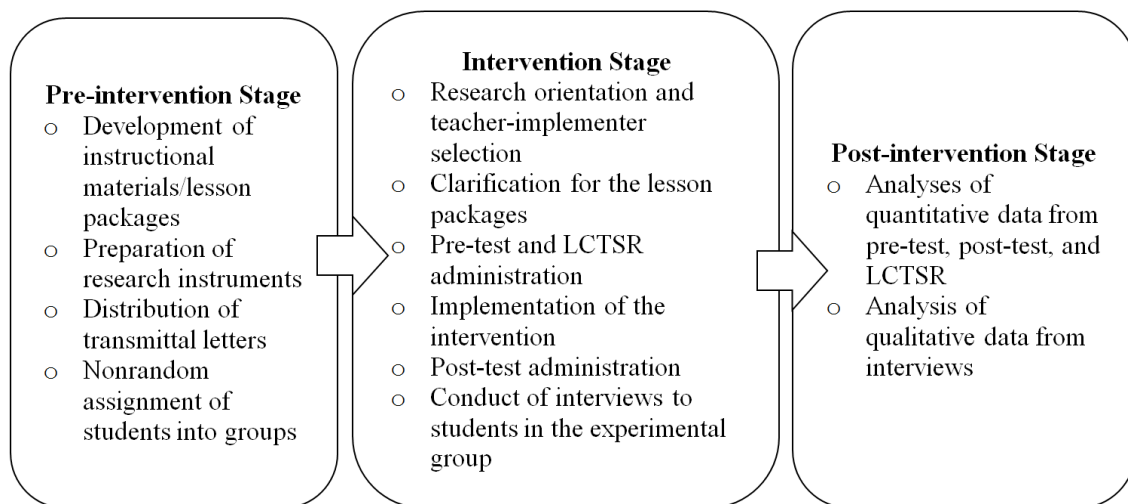 Pre-intervention Stage
o Development of
instructional
materials/lesson
packages
o Preparation of
research instruments
o Distribution of
transmittal letters
o Nonrandom
assignment of
students into groups
Intervention Stage
o Research orientation and
teacher-implementer
selection
o Clarification for the lesson
packages
o Pre-test and LCTSR
administration
o Implementation of the
intervention
o Post-test administration
o Conduct of interviews to
students in the experimental
group
Post-intervention Stage
o Analyses of
quantitative data from
pre-test, post-test, and
LCTSR
o Analysis of
qualitative data from
interviews